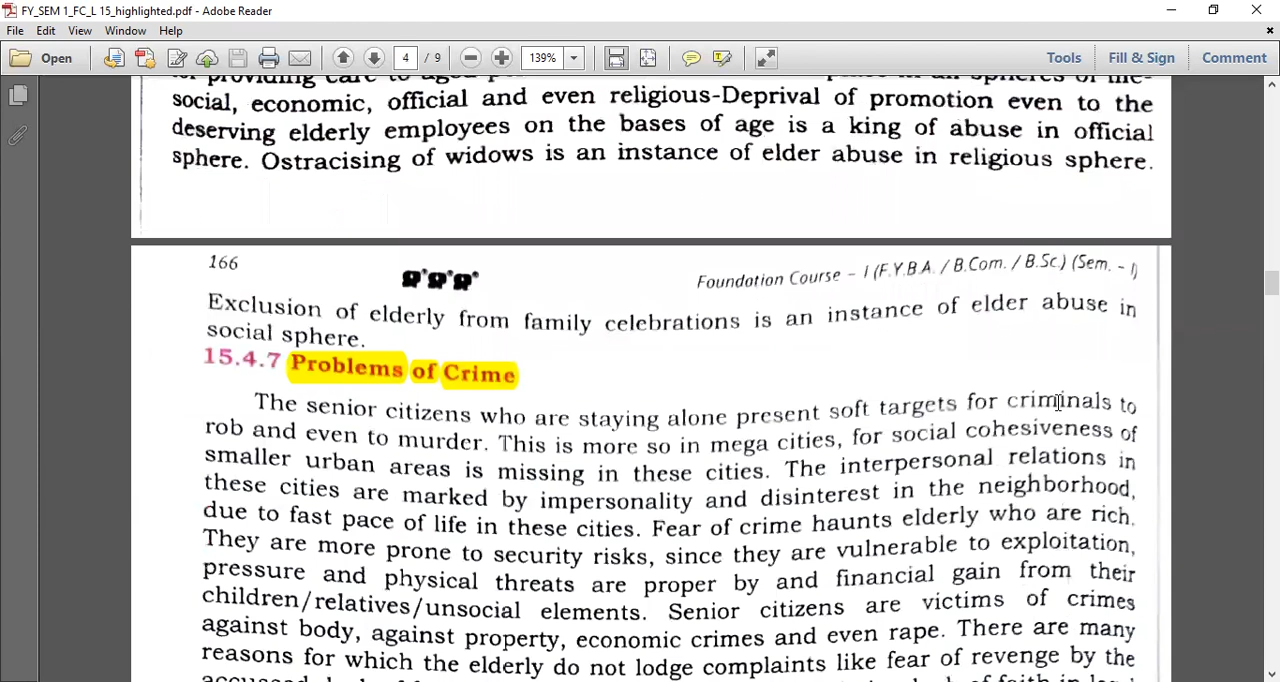 FY_SEM 1_FC_L 15_highlighted.pdf - Adobe Reader
File Edit View Window Help
Open 4 / 9 139% Tools Fill & Sign Comment
for providing care to aged
social, economic, official and even religious-Deprival of promotion even to the
deserving elderly employees on the bases of age is a king of abuse in official
sphere. Ostracising of widows is an instance of elder abuse in religious sphere.
166 Foundation Course - I (F.Y.B.A. / B.Com. / B.Sc.) (Sem. - I)
Exclusion of elderly from family celebrations is an instance of elder abuse in
social sphere.
15.4.7 Problems of Crime
The senior citizens who are staying alone present soft targets for criminals to
rob and even to murder. This is more so in mega cities, for social cohesiveness of
smaller urban areas is missing in these cities. The interpersonal relations in
these cities are marked by impersonality and disinterest in the neighborhood,
due to fast pace of life in these cities. Fear of crime haunts elderly who are rich.
They are more prone to security risks, since they are vulnerable to exploitation,
pressure and physical threats are proper by and financial gain from their
children/relatives/unsocial elements. Senior citizens are victims of crimes
against body, against property, economic crimes and even rape. There are many
reasons for which the elderly do not lodge complaints like fear of revenge by the